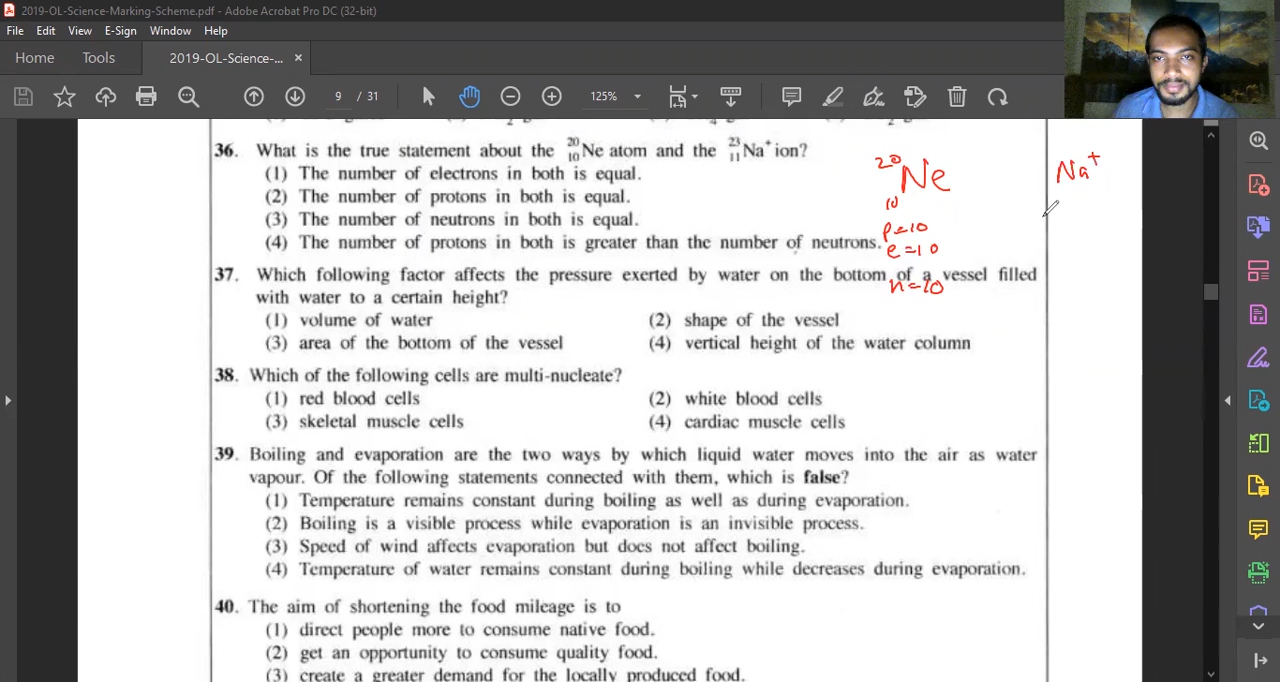 2019-OL-Science-Marking-Scheme.pdf - Adobe Acrobat Pro DC (32-bit)
File Edit View E-Sign Window Help
Home Tools 2019-OL-Science-... ×
9 / 31 125%
36. What is the true statement about the ²⁰₁₀Ne atom and the ²³₁₁Na⁺ ion?
(1) The number of electrons in both is equal.
(2) The number of protons in both is equal.
(3) The number of neutrons in both is equal.
(4) The number of protons in both is greater than the number of neutrons.
²⁰₁₀Ne
p=10
e=10
n=10
Na⁺
37. Which following factor affects the pressure exerted by water on the bottom of a vessel filled
with water to a certain height?
(1) volume of water (2) shape of the vessel
(3) area of the bottom of the vessel (4) vertical height of the water column
38. Which of the following cells are multi-nucleate?
(1) red blood cells (2) white blood cells
(3) skeletal muscle cells (4) cardiac muscle cells
39. Boiling and evaporation are the two ways by which liquid water moves into the air as water
vapour. Of the following statements connected with them, which is false?
(1) Temperature remains constant during boiling as well as during evaporation.
(2) Boiling is a visible process while evaporation is an invisible process.
(3) Speed of wind affects evaporation but does not affect boiling.
(4) Temperature of water remains constant during boiling while decreases during evaporation.
40. The aim of shortening the food mileage is to
(1) direct people more to consume native food.
(2) get an opportunity to consume quality food.
(3) create a greater demand for the locally produced food.